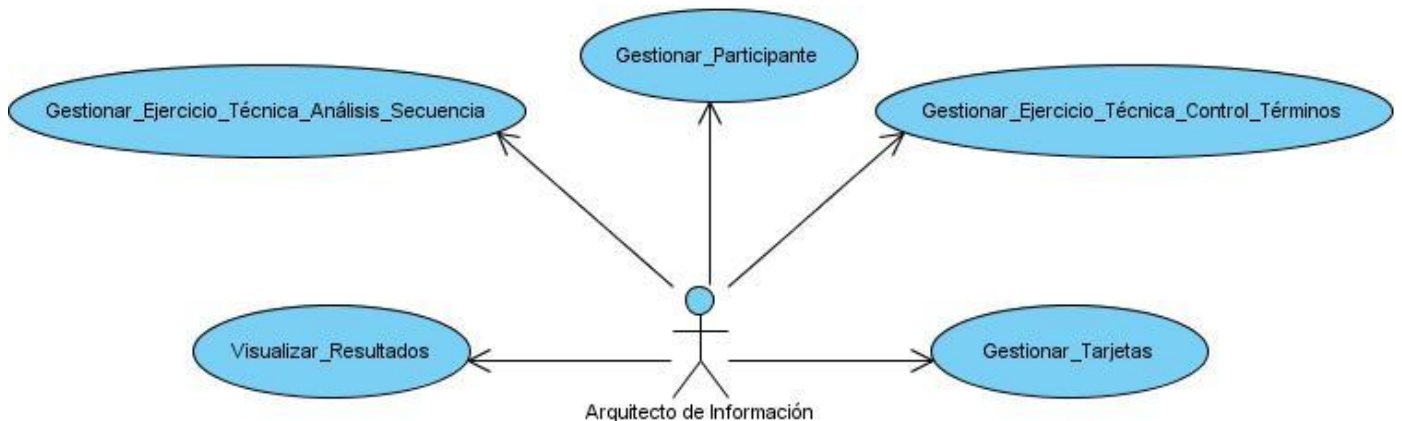 Gestionar_Participante
Gestionar_Ejercicio_Técnica_Análisis_Secuencia
Gestionar_Ejercicio_Técnica_Control_Términos
Visualizar_Resultados
Gestionar_Tarjetas
Arquitecto de Información